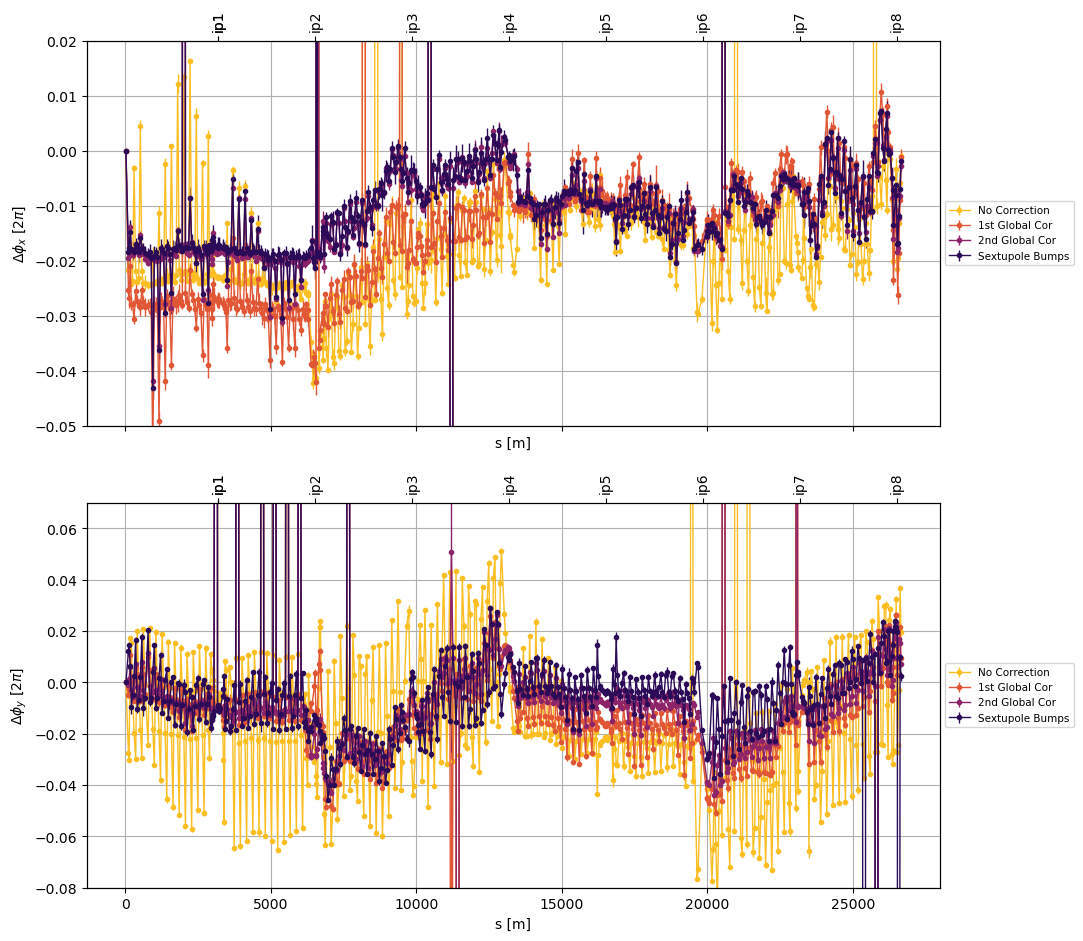 ip1 ip2 ip3 ip4 ip5 ip6 ip7 ip8
0.02
0.01
0.00
−0.01
−0.02
−0.03
−0.04
−0.05
Δϕx [2π]
s [m]
No Correction
1st Global Cor
2nd Global Cor
Sextupole Bumps
ip1 ip2 ip3 ip4 ip5 ip6 ip7 ip8
0.06
0.04
0.02
0.00
−0.02
−0.04
−0.06
−0.08
Δϕy [2π]
0 5000 10000 15000 20000 25000
s [m]
No Correction
1st Global Cor
2nd Global Cor
Sextupole Bumps